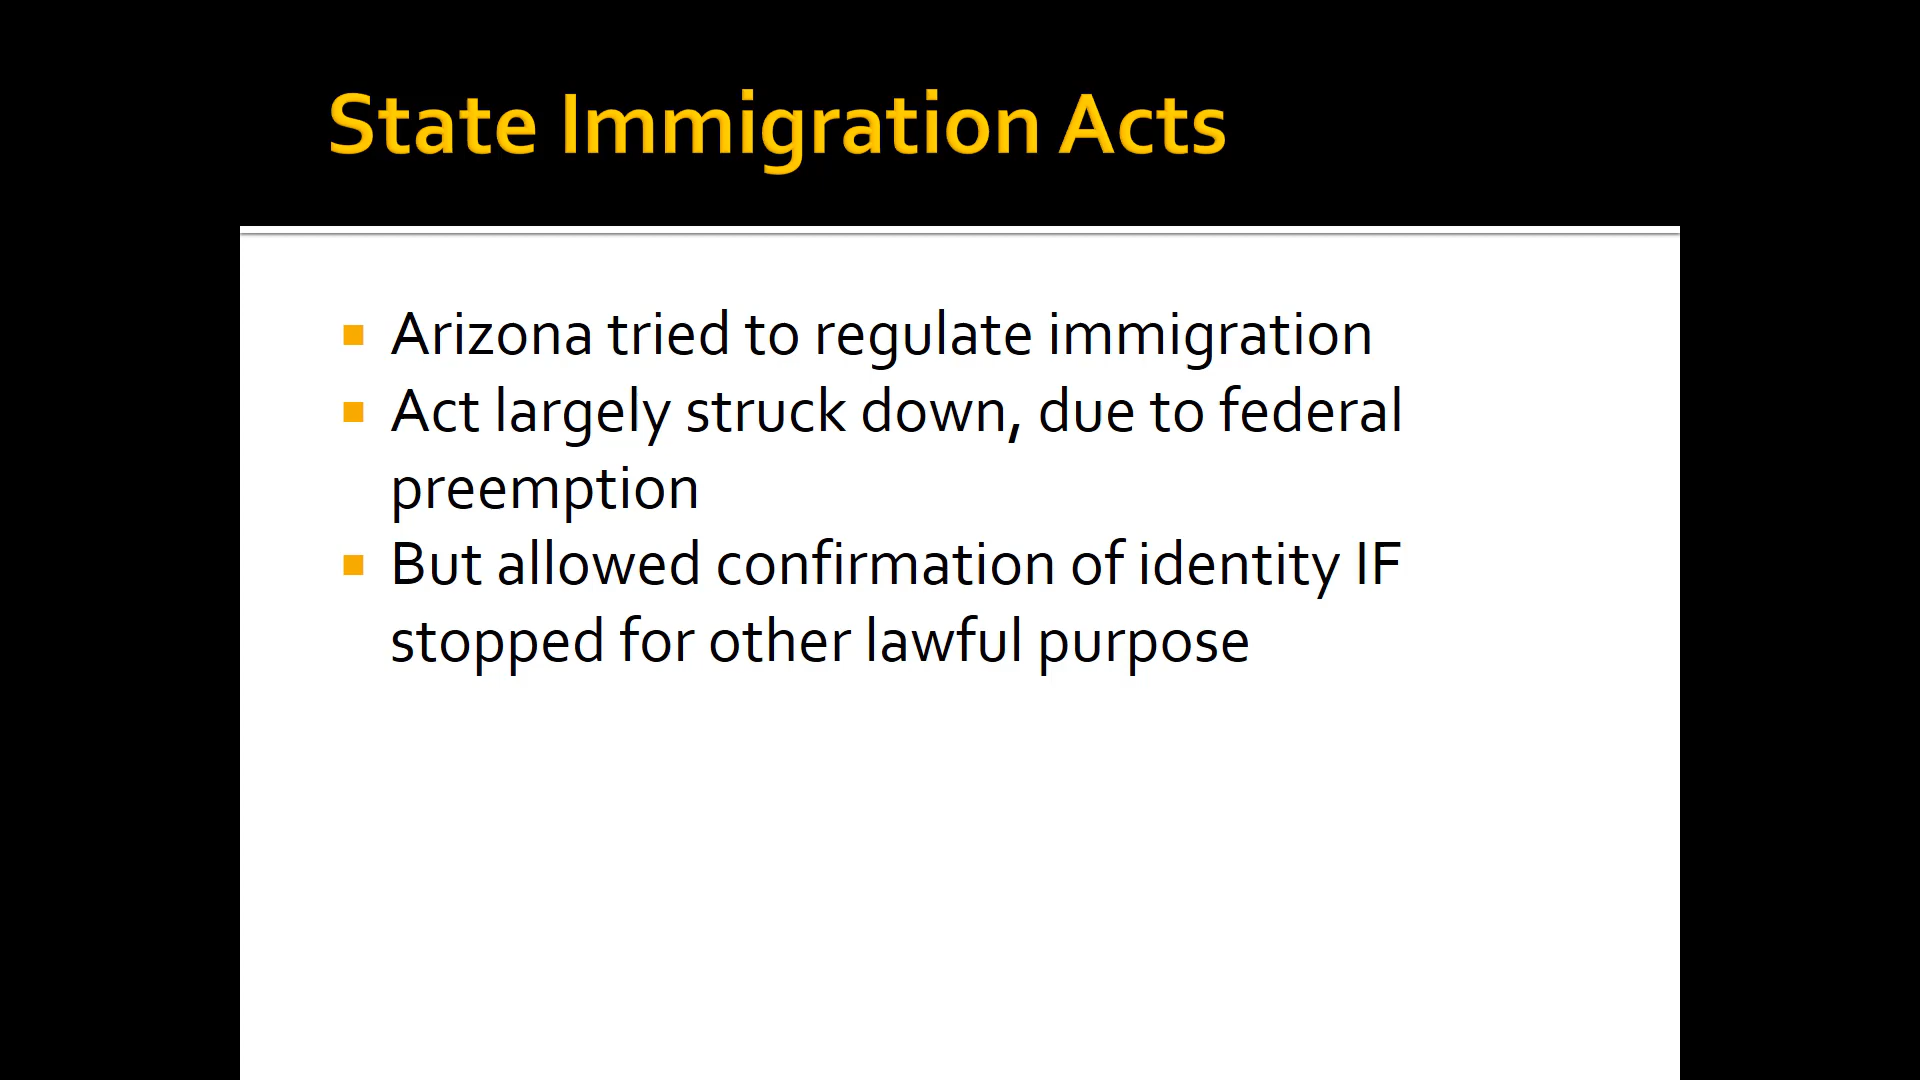 State Immigration Acts
Arizona tried to regulate immigration
Act largely struck down, due to federal
preemption
But allowed confirmation of identity IF
stopped for other lawful purpose